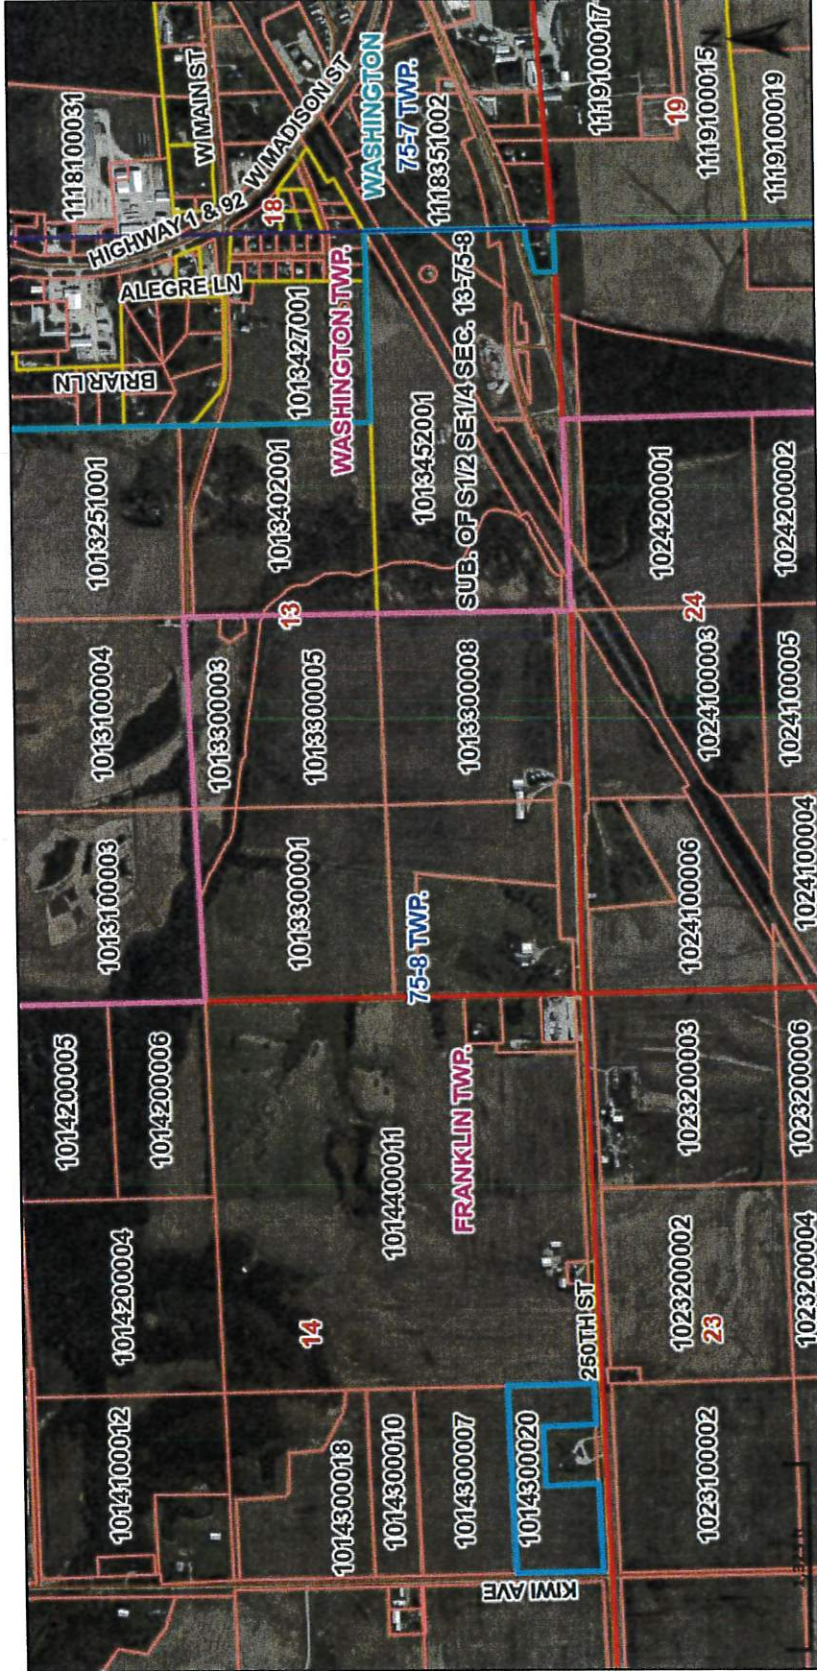 1014100012
1014200004
1014200005
1014200006
1013100003
1013100004
1013251001
BRIAR LN
ALEGRE LN
HIGHWAY 1 & 92
W MADISON ST
W MAIN ST
1118100031
14
1014300018
1014300010
1014300007
1014300020
KIWI AVE
250TH ST
1014400011
FRANKLIN TWP.
75-8 TWP.
1013300001
1013300003
1013300005
1013300008
13
1013402001
1013427001
WASHINGTON TWP.
18
WASHINGTON
75-7 TWP.
1118351002
1013452001
SUB. OF S1/2 SE1/4 SEC. 13-75-8
1023100002
1023200002
23
1023200004
1023200003
1023200006
1024100006
1024100004
1024100003
1024100005
24
1024200001
1024200002
1119100017
19
1119100015
1119100019
N